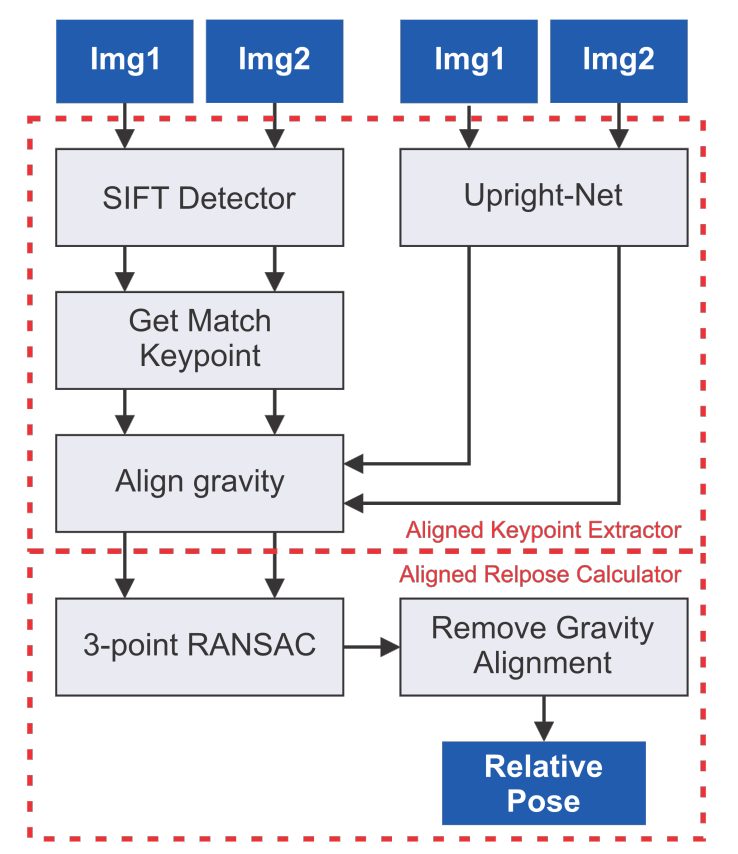 Img1
Img2
Img1
Img2
SIFT Detector
Upright-Net
Get Match
Keypoint
Align gravity
Aligned Keypoint Extractor
Aligned Relpose Calculator
3-point RANSAC
Remove Gravity
Alignment
Relative
Pose